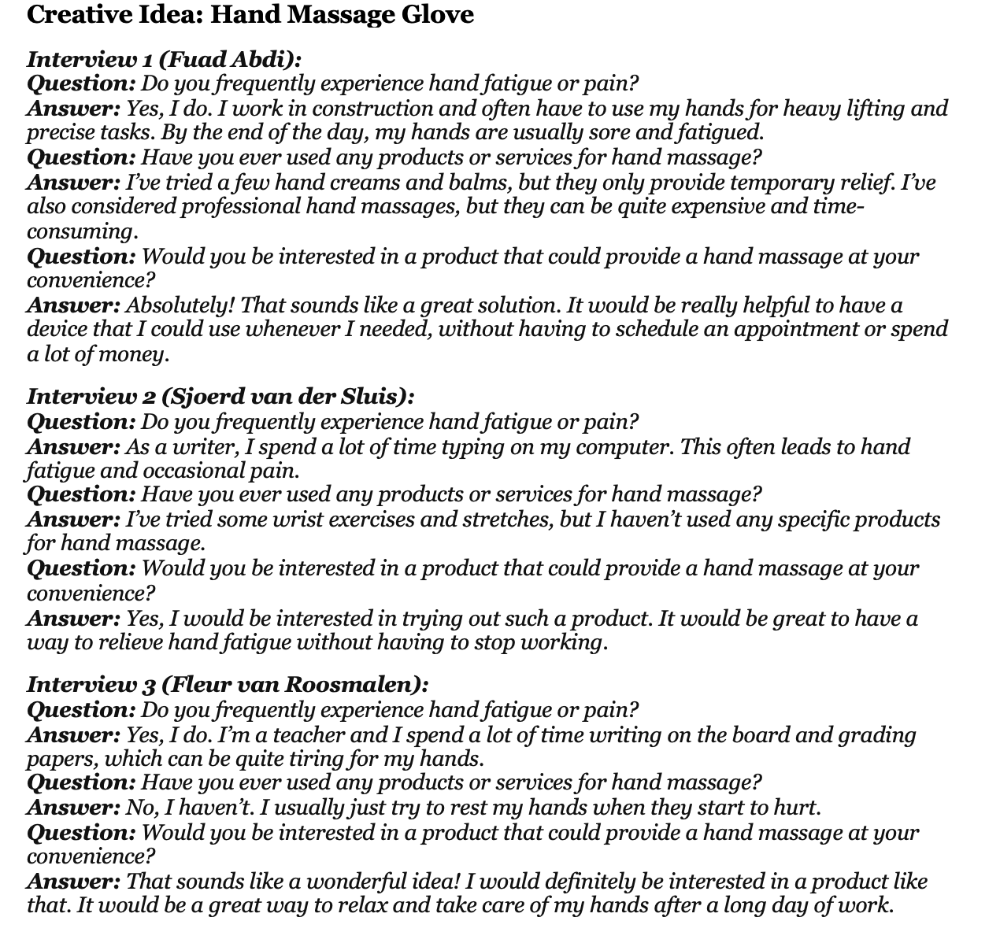 Creative Idea: Hand Massage Glove
Interview 1 (Fuad Abdi):
Question: Do you frequently experience hand fatigue or pain?
Answer: Yes, I do. I work in construction and often have to use my hands for heavy lifting and
precise tasks. By the end of the day, my hands are usually sore and fatigued.
Question: Have you ever used any products or services for hand massage?
Answer: I’ve tried a few hand creams and balms, but they only provide temporary relief. I’ve
also considered professional hand massages, but they can be quite expensive and time-
consuming.
Question: Would you be interested in a product that could provide a hand massage at your
convenience?
Answer: Absolutely! That sounds like a great solution. It would be really helpful to have a
device that I could use whenever I needed, without having to schedule an appointment or spend
a lot of money.
Interview 2 (Sjoerd van der Sluis):
Question: Do you frequently experience hand fatigue or pain?
Answer: As a writer, I spend a lot of time typing on my computer. This often leads to hand
fatigue and occasional pain.
Question: Have you ever used any products or services for hand massage?
Answer: I’ve tried some wrist exercises and stretches, but I haven’t used any specific products
for hand massage.
Question: Would you be interested in a product that could provide a hand massage at your
convenience?
Answer: Yes, I would be interested in trying out such a product. It would be great to have a
way to relieve hand fatigue without having to stop working.
Interview 3 (Fleur van Roosmalen):
Question: Do you frequently experience hand fatigue or pain?
Answer: Yes, I do. I’m a teacher and I spend a lot of time writing on the board and grading
papers, which can be quite tiring for my hands.
Question: Have you ever used any products or services for hand massage?
Answer: No, I haven’t. I usually just try to rest my hands when they start to hurt.
Question: Would you be interested in a product that could provide a hand massage at your
convenience?
Answer: That sounds like a wonderful idea! I would definitely be interested in a product like
that. It would be a great way to relax and take care of my hands after a long day of work.